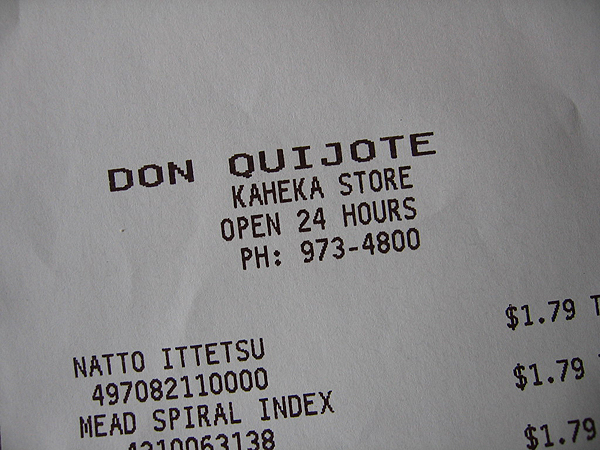 DON QUIJOTE
KAHEKA STORE
OPEN 24 HOURS
PH: 973-4800
$1.79 T
NATTO ITTETSU
497082110000
$1.79
MEAD SPIRAL INDEX
4310063138
$1.79